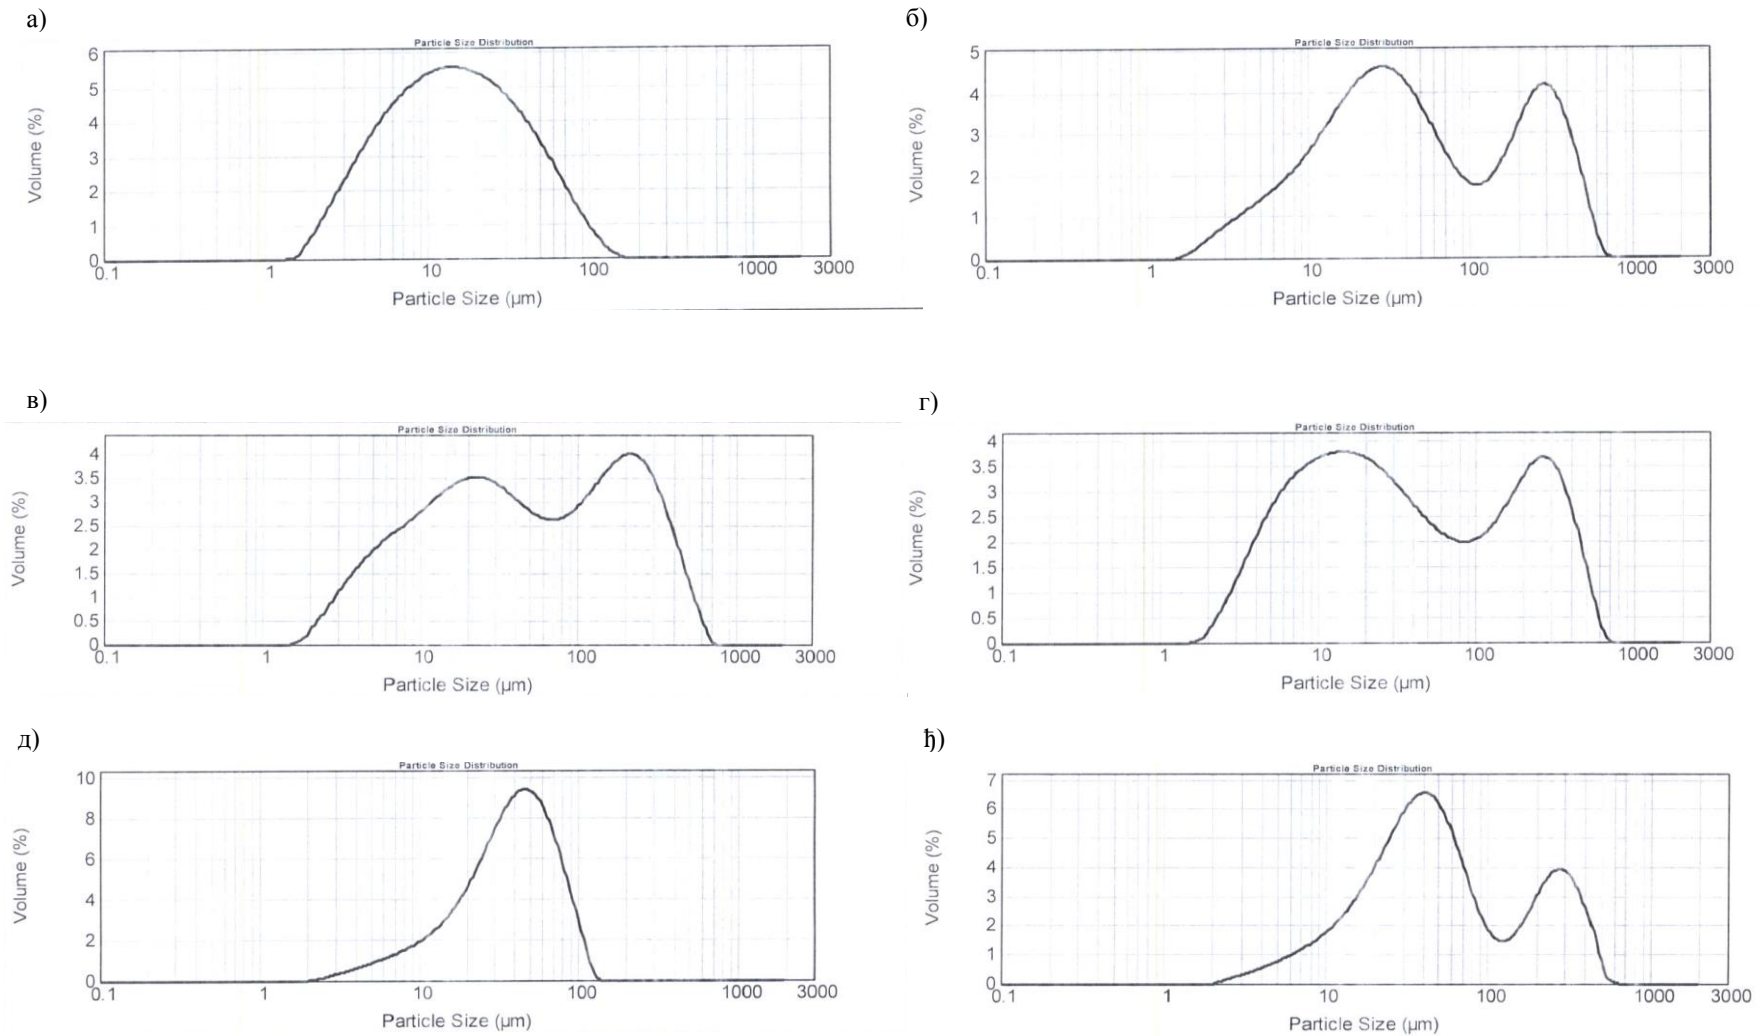 а)
Particle Size Distribution
Volume (%)
6
5
4
3
2
1
0
0.1 1 10 100 1000 3000
Particle Size (µm)
б)
Particle Size Distribution
Volume (%)
5
4
3
2
1
0
0.1 1 10 100 1000 3000
Particle Size (µm)
в)
Particle Size Distribution
Volume (%)
4
3.5
3
2.5
2
1.5
1
0.5
0
0.1 1 10 100 1000 3000
Particle Size (µm)
г)
Particle Size Distribution
Volume (%)
4
3.5
3
2.5
2
1.5
1
0.5
0
0.1 1 10 100 1000 3000
Particle Size (µm)
д)
Particle Size Distribution
Volume (%)
10
8
6
4
2
0
0.1 1 10 100 1000 3000
Particle Size (µm)
ђ)
Particle Size Distribution
Volume (%)
7
6
5
4
3
2
1
0
0.1 1 10 100 1000 3000
Particle Size (µm)